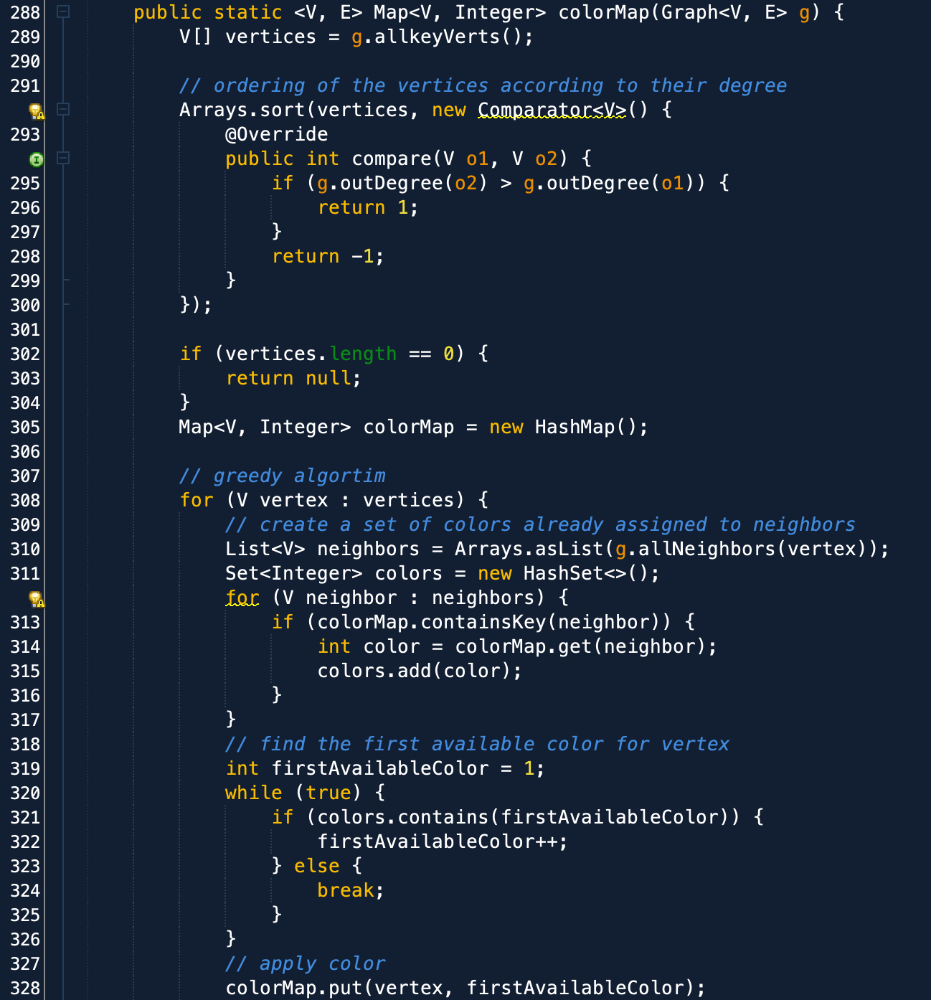 288 public static <V, E> Map<V, Integer> colorMap(Graph<V, E> g) {
289 V[] vertices = g.allkeyVerts();
290
291 // ordering of the vertices according to their degree
Arrays.sort(vertices, new Comparator<V>() {
293 @Override
public int compare(V o1, V o2) {
295 if (g.outDegree(o2) > g.outDegree(o1)) {
296 return 1;
297 }
298 return -1;
299 }
300 });
301
302 if (vertices.length == 0) {
303 return null;
304 }
305 Map<V, Integer> colorMap = new HashMap();
306
307 // greedy algortim
308 for (V vertex : vertices) {
309 // create a set of colors already assigned to neighbors
310 List<V> neighbors = Arrays.asList(g.allNeighbors(vertex));
311 Set<Integer> colors = new HashSet<>();
for (V neighbor : neighbors) {
313 if (colorMap.containsKey(neighbor)) {
314 int color = colorMap.get(neighbor);
315 colors.add(color);
316 }
317 }
318 // find the first available color for vertex
319 int firstAvailableColor = 1;
320 while (true) {
321 if (colors.contains(firstAvailableColor)) {
322 firstAvailableColor++;
323 } else {
324 break;
325 }
326 }
327 // apply color
328 colorMap.put(vertex, firstAvailableColor);